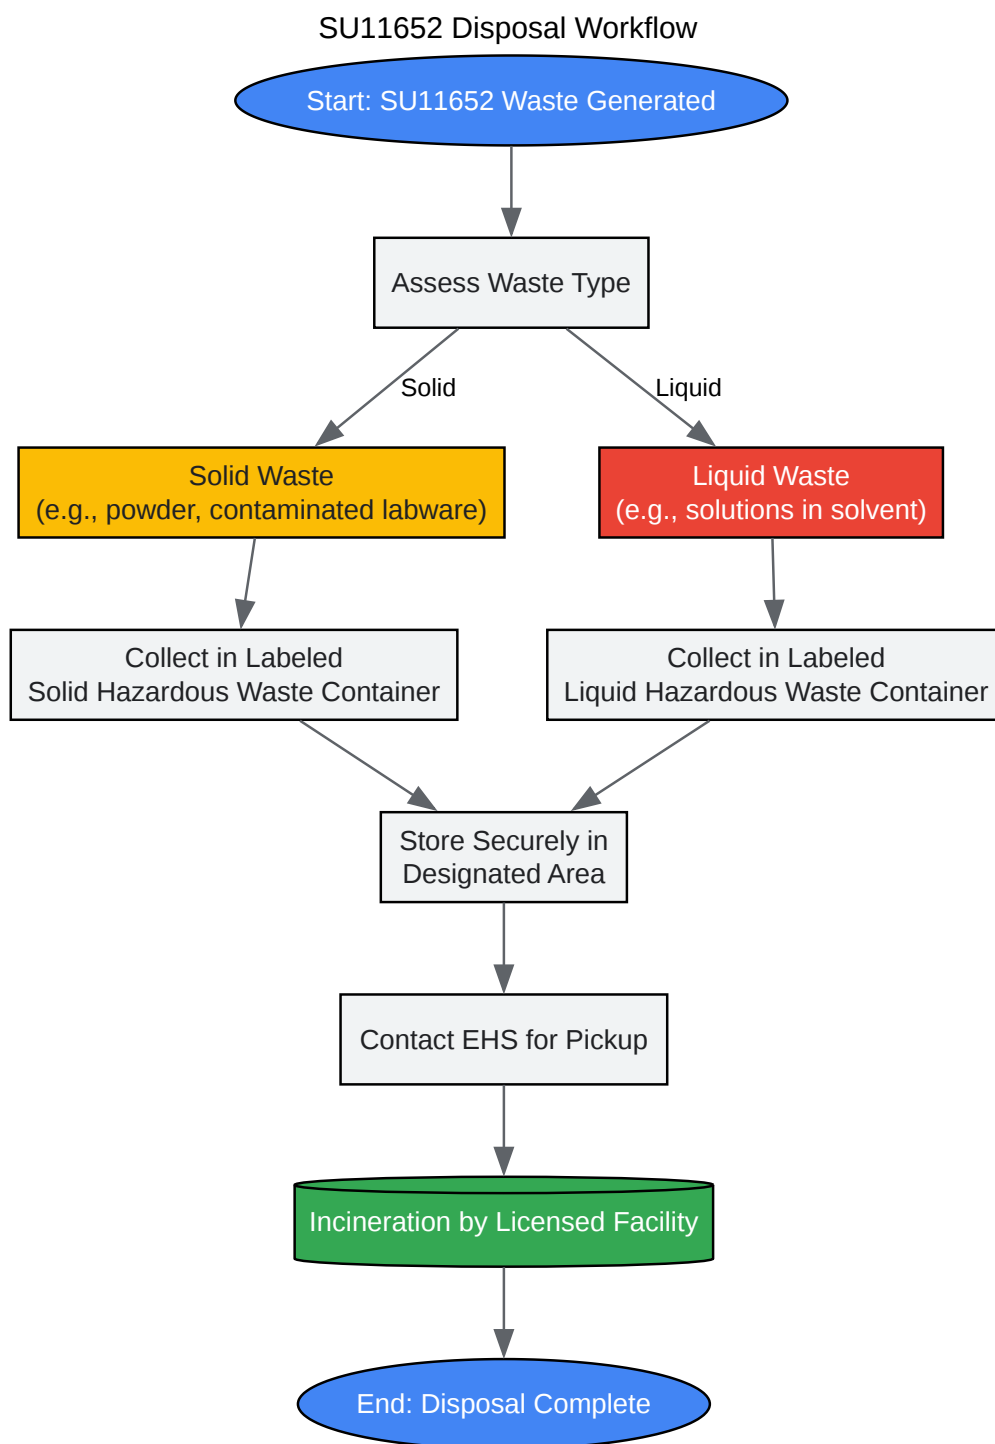 SU11652 Disposal Workflow
Start: SU11652 Waste Generated
Assess Waste Type
Solid
Liquid
Solid Waste
(e.g., powder, contaminated labware)
Liquid Waste
(e.g., solutions in solvent)
Collect in Labeled
Solid Hazardous Waste Container
Collect in Labeled
Liquid Hazardous Waste Container
Store Securely in
Designated Area
Contact EHS for Pickup
Incineration by Licensed Facility
End: Disposal Complete